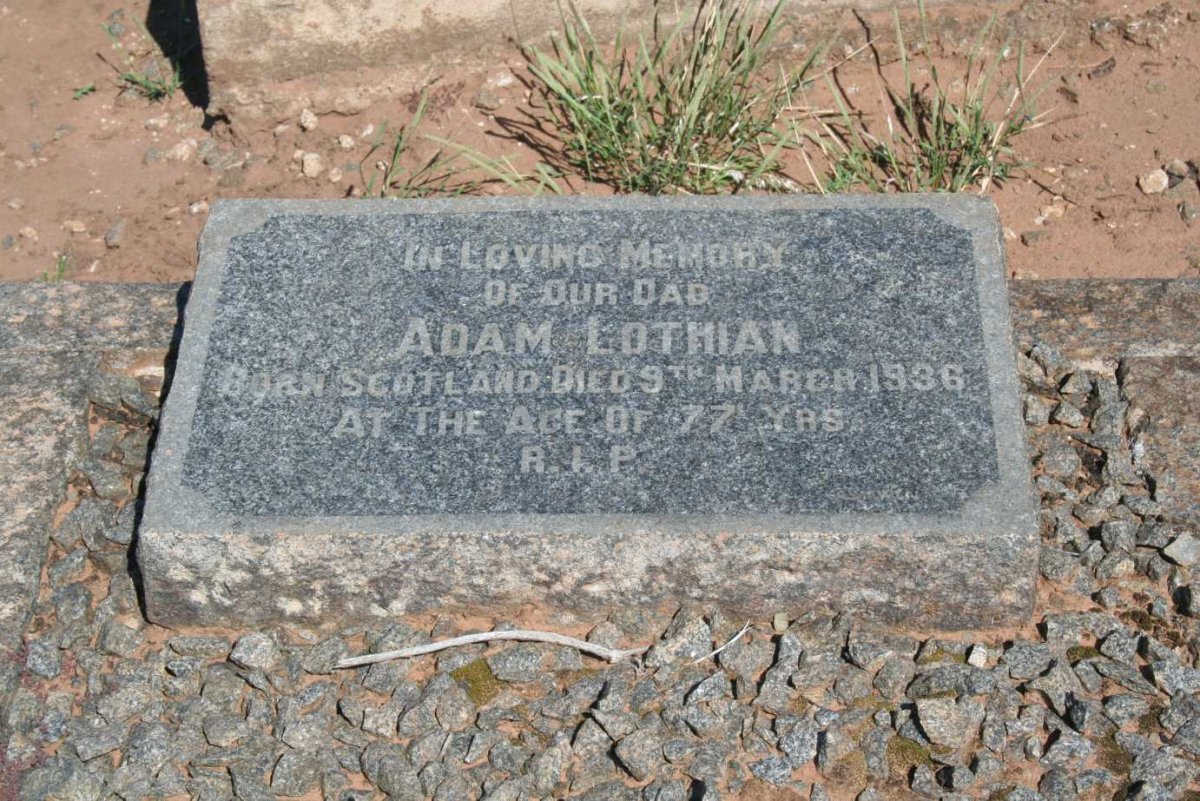 IN LOVING MEMORY
OF OUR DAD
ADAM LOTHIAN
BORN SCOTLAND DIED 9TH MARCH 1936
AT THE AGE OF 77 YRS
R.I.P.